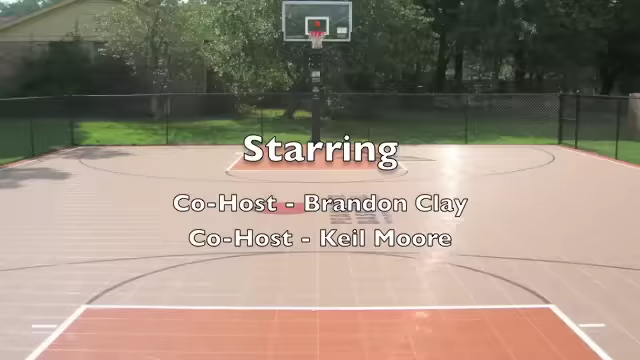 Starring
Co-Host - Brandon Clay
Co-Host - Keil Moore